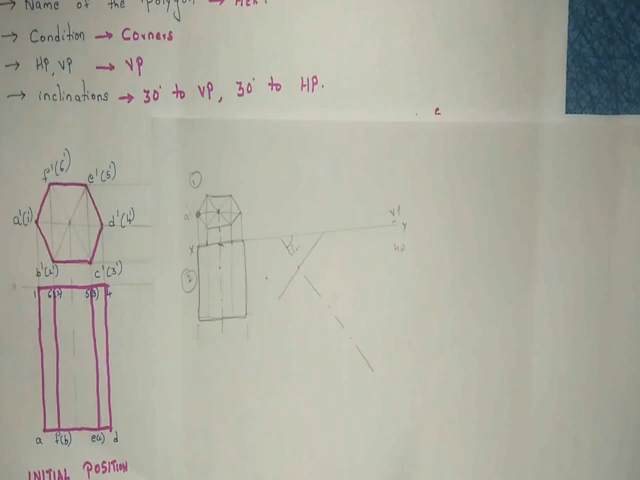 → Name of the polygon → Hex.
→ Condition → Corners
→ HP, VP → VP
→ inclinations → 30° to VP, 30° to HP.
e
f'(6') e'(5')
a'(1') d'(4')
b'(2') c'(3')
1 6(2) 5(3) 4
a f(b) e(c) d
INITIAL POSITION
1
a'
X
2
VP
Y
HP